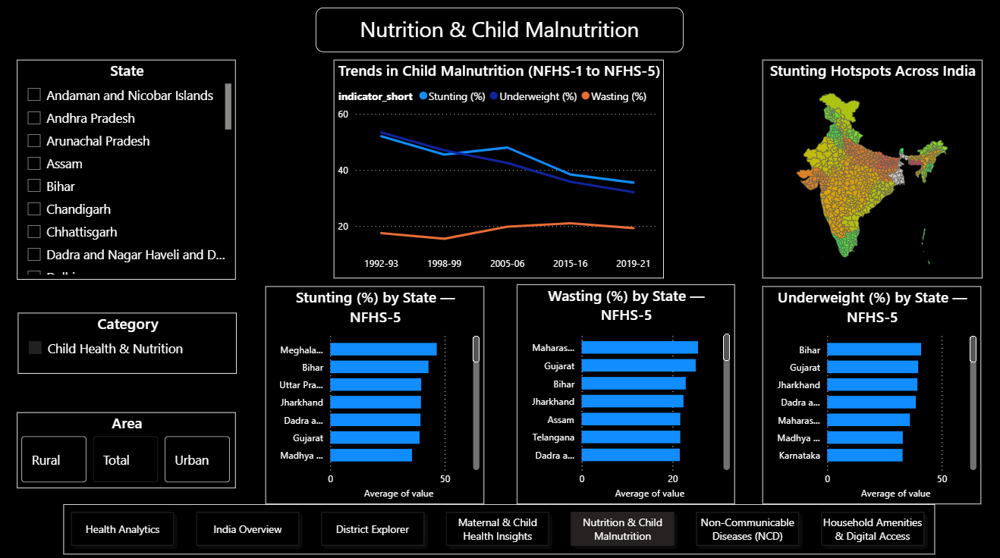 Nutrition & Child Malnutrition
State
Andaman and Nicobar Islands
Andhra Pradesh
Arunachal Pradesh
Assam
Bihar
Chandigarh
Chhattisgarh
Dadra and Nagar Haveli and D...
Category
Child Health & Nutrition
Area
Rural
Total
Urban
Trends in Child Malnutrition (NFHS-1 to NFHS-5)
indicator_short Stunting (%) Underweight (%) Wasting (%)
60
40
20
1992-93 1998-99 2005-06 2015-16 2019-21
Stunting Hotspots Across India
Stunting (%) by State —
NFHS-5
Meghala...
Bihar
Uttar Pra...
Jharkhand
Dadra a...
Gujarat
Madhya ...
0 50
Average of value
Wasting (%) by State —
NFHS-5
Maharas...
Gujarat
Bihar
Jharkhand
Assam
Telangana
Dadra a...
0 20
Average of value
Underweight (%) by State —
NFHS-5
Bihar
Gujarat
Jharkhand
Dadra a...
Maharas...
Madhya ...
Karnataka
0 50
Average of value
Health Analytics
India Overview
District Explorer
Maternal & Child
Health Insights
Nutrition & Child
Malnutrition
Non-Communicable
Diseases (NCD)
Household Amenities
& Digital Access